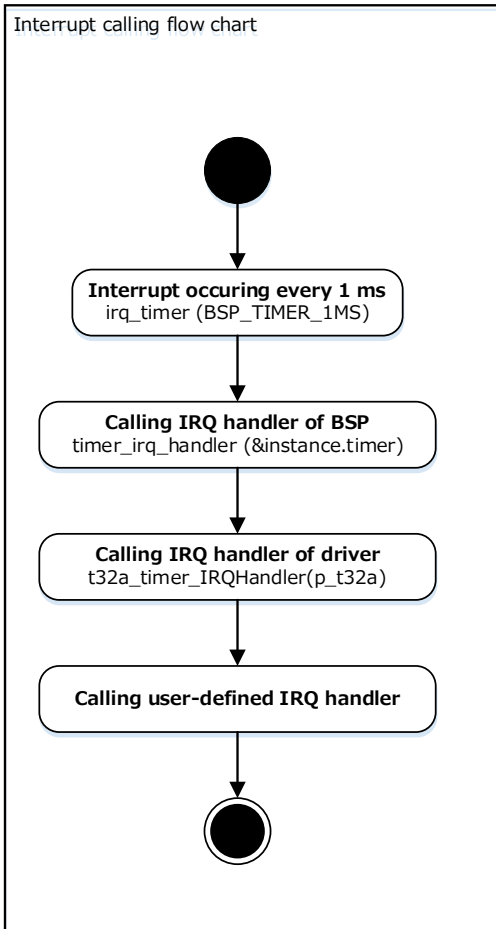 Interrupt calling flow chart
Interrupt occuring every 1 ms
irq_timer (BSP_TIMER_1MS)
Calling IRQ handler of BSP
timer_irq_handler (&instance.timer)
Calling IRQ handler of driver
t32a_timer_IRQHandler(p_t32a)
Calling user-defined IRQ handler